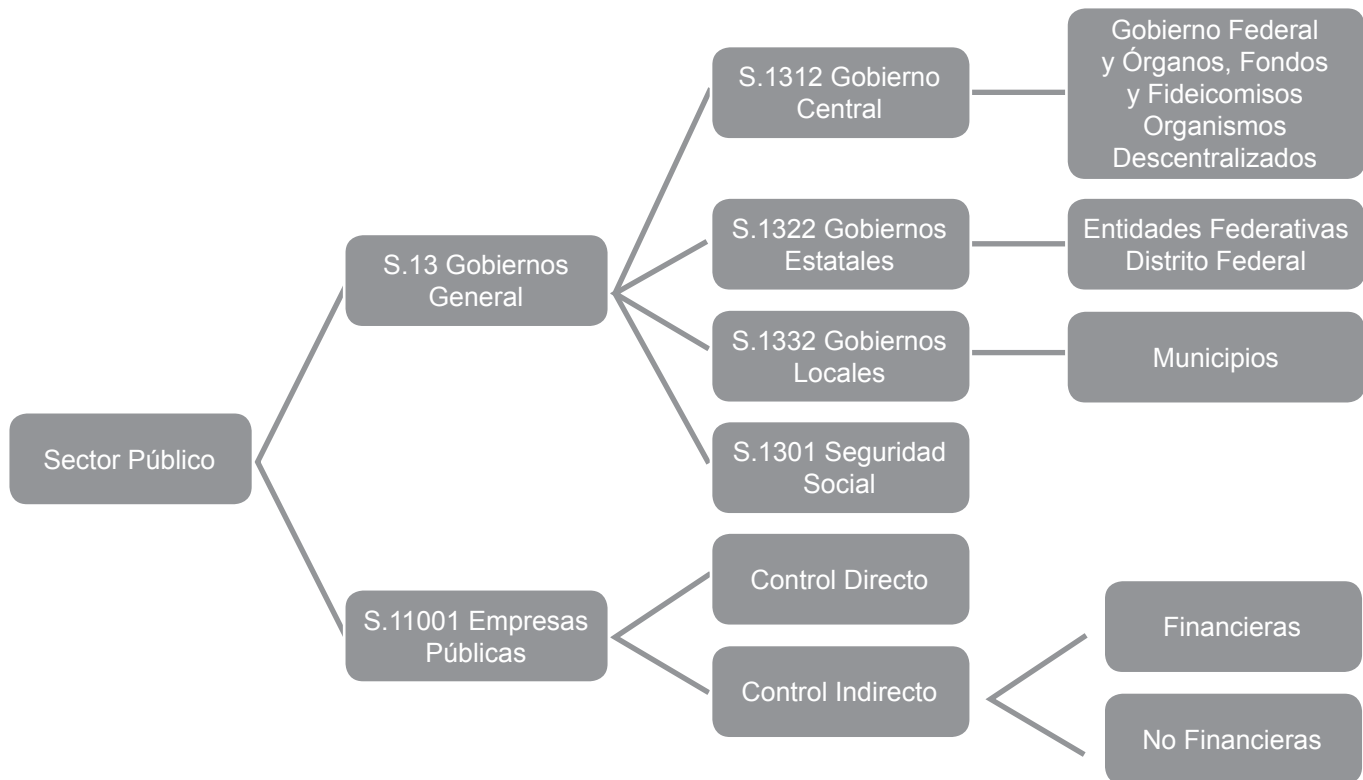 Sector Público
S.13 Gobiernos
General
S.11001 Empresas
Públicas
S.1312 Gobierno
Central
S.1322 Gobiernos
Estatales
S.1332 Gobiernos
Locales
S.1301 Seguridad
Social
Control Directo
Control Indirecto
Gobierno Federal
y Órganos, Fondos
y Fideicomisos
Organismos
Descentralizados
Entidades Federativas
Distrito Federal
Municipios
Financieras
No Financieras